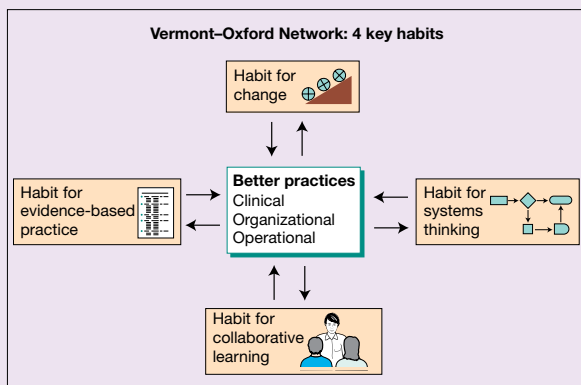 Vermont–Oxford Network: 4 key habits
Habit for
change
Habit for
evidence-based
practice
Better practices
Clinical
Organizational
Operational
Habit for
systems
thinking
Habit for
collaborative
learning